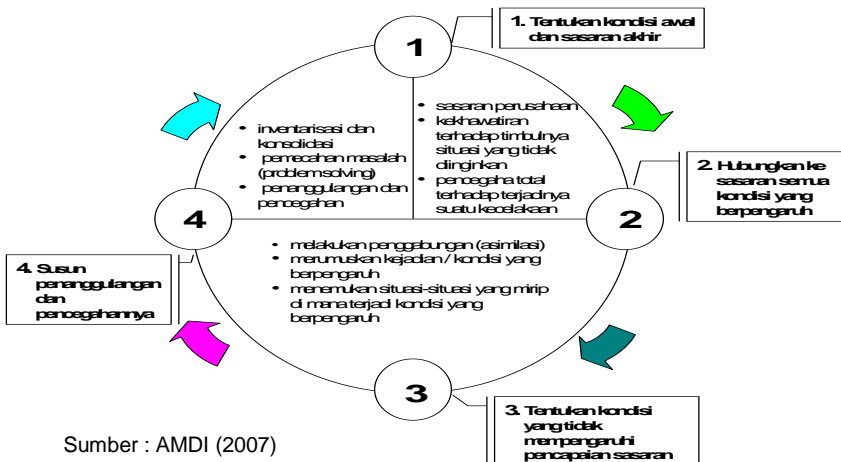 1
1. Tentukan kondisi awal
dan sasaran akhir
• sasaran perusahaan
• kekhawatiran
terhadap timbulnya
situasi yang tidak
diinginkan
• pencegaha total
terhadap terjadinya
suatu kecelakaan
• inventarisasi dan
konsolidasi
• pemecahan masalah
(problem solving)
• penanggulangan dan
pencegahan
2
2. Hubungkan ke
sasaran semua
kondisi yang
berpengaruh
4
• melakukan penggabungan (asimilasi)
• merumuskan kejadian / kondisi yang
berpengaruh
• menemukan situasi-situasi yang mirip
di mana terjadi kondisi yang
berpengaruh
4. Susun
penanggulangan
dan
pencegahannya
3
3. Tentukan kondisi
yang tidak
mempengaruhi
pencapaian sasaran
Sumber : AMDI (2007)